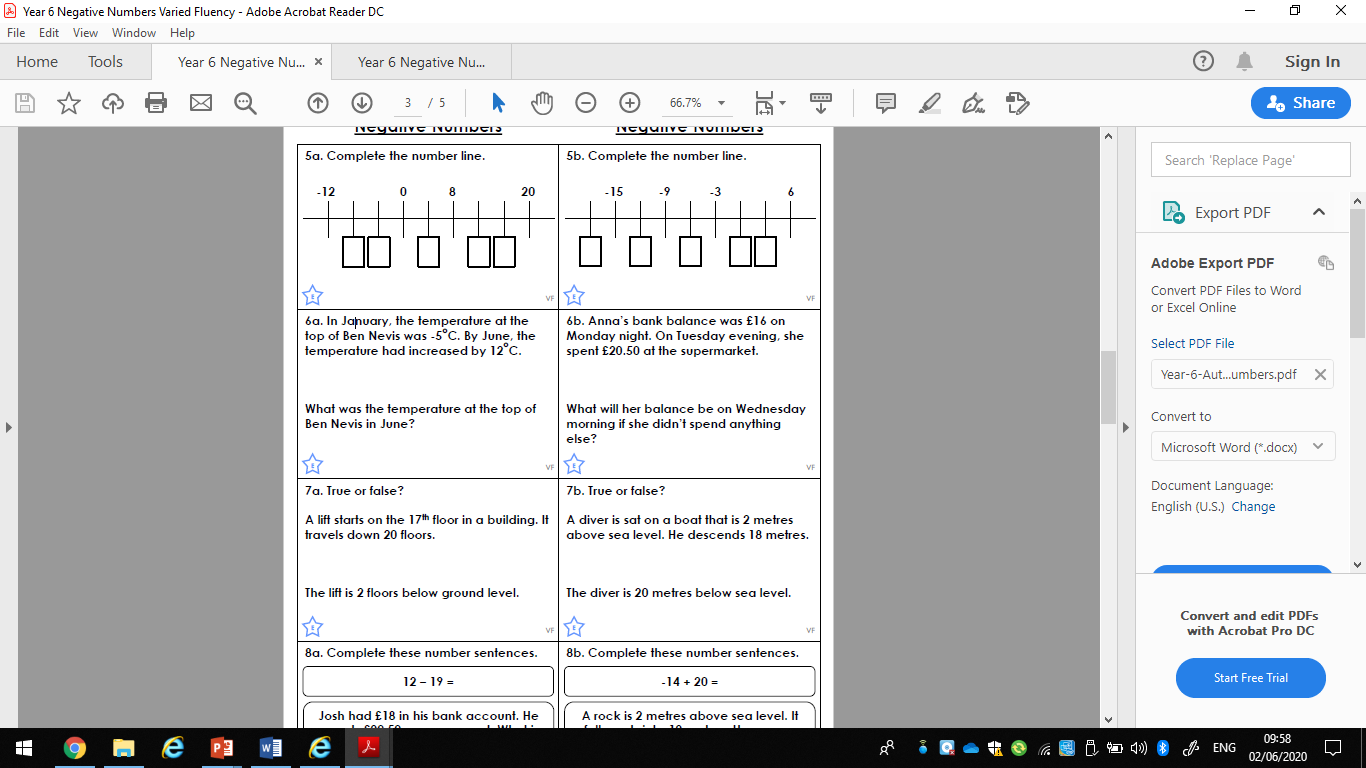 Year 6 Negative Numbers Varied Fluency - Adobe Acrobat Reader DC
File Edit View Window Help
Home Tools Year 6 Negative Nu... × Year 6 Negative Nu... Sign In
3 / 5 66.7% Share
Negative Numbers Negative Numbers
5a. Complete the number line.
-12 0 8 20
E
VF
5b. Complete the number line.
-15 -9 -3 6
E
VF
6a. In January, the temperature at the
top of Ben Nevis was -5°C. By June, the
temperature had increased by 12°C.
What was the temperature at the top of
Ben Nevis in June?
E
VF
6b. Anna's bank balance was £16 on
Monday night. On Tuesday evening, she
spent £20.50 at the supermarket.
What will her balance be on Wednesday
morning if she didn't spend anything
else?
E
VF
7a. True or false?
A lift starts on the 17th floor in a building. It
travels down 20 floors.
The lift is 2 floors below ground level.
E
VF
7b. True or false?
A diver is sat on a boat that is 2 metres
above sea level. He descends 18 metres.
The diver is 20 metres below sea level.
E
VF
8a. Complete these number sentences.
12 – 19 =
Josh had £18 in his bank account. He
8b. Complete these number sentences.
-14 + 20 =
A rock is 2 metres above sea level. It
Search 'Replace Page'
Export PDF
Adobe Export PDF
Convert PDF Files to Word
or Excel Online
Select PDF File
Year-6-Aut...umbers.pdf
Convert to
Microsoft Word (*.docx)
Document Language:
English (U.S.) Change
Convert and edit PDFs
with Acrobat Pro DC
Start Free Trial
ENG
09:58
02/06/2020